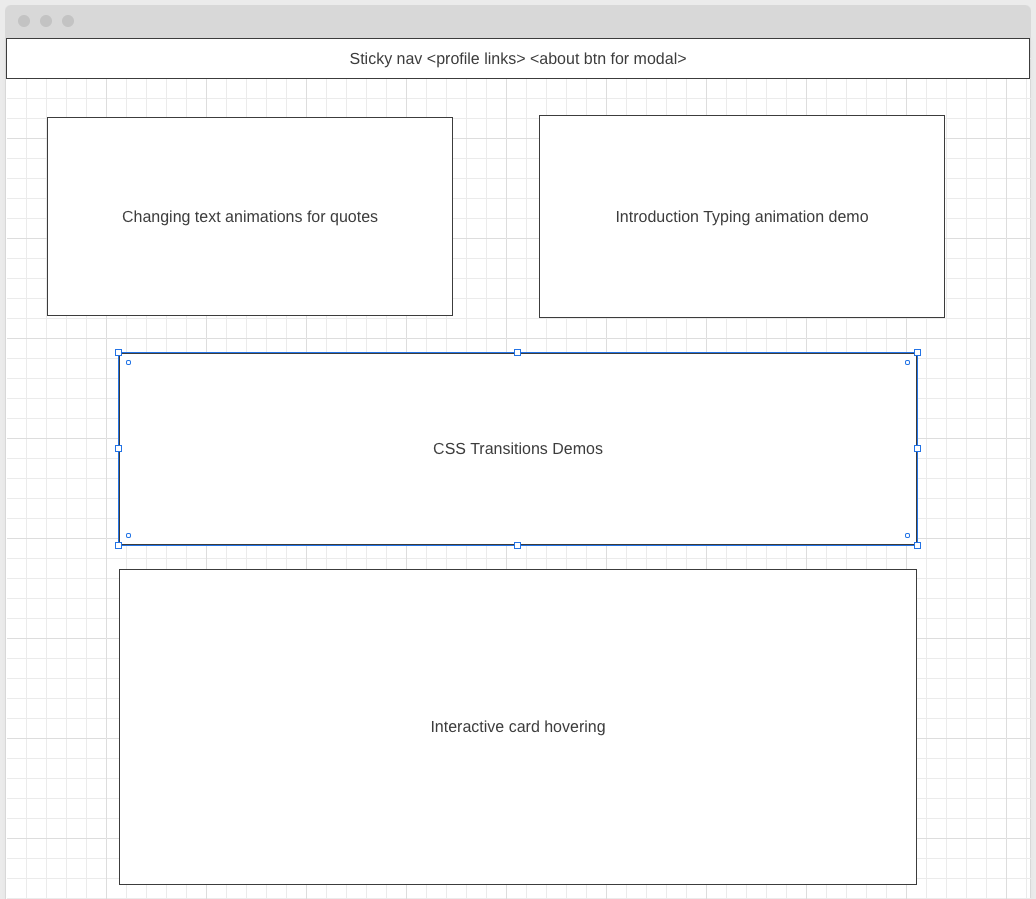 Sticky nav <profile links> <about btn for modal>
Changing text animations for quotes
Introduction Typing animation demo
CSS Transitions Demos
Interactive card hovering